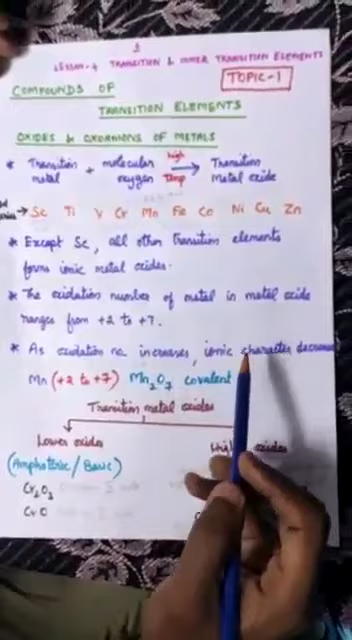 3
LESSON-4 TRANSITION & INNER TRANSITION ELEMENTS
TOPIC-1
COMPOUNDS OF
TRANSITION ELEMENTS
OXIDES & OXOANIONS OF METALS
* Transition metal + molecular oxygen high Temp → Transition Metal oxide
→ Sc Ti V Cr Mn Fe Co Ni Cu Zn
* Except Sc, all other transition elements
forms ionic metal oxides.
* The oxidation number of metal in metal oxide
ranges from +2 to +7.
* As oxidation no. increases, ionic character decreases
Mn (+2 to +7) Mn2O7 covalent
Transition metal oxides
Lower oxides
oxides
(Amphoteric / Basic)
Cr2O3
CrO